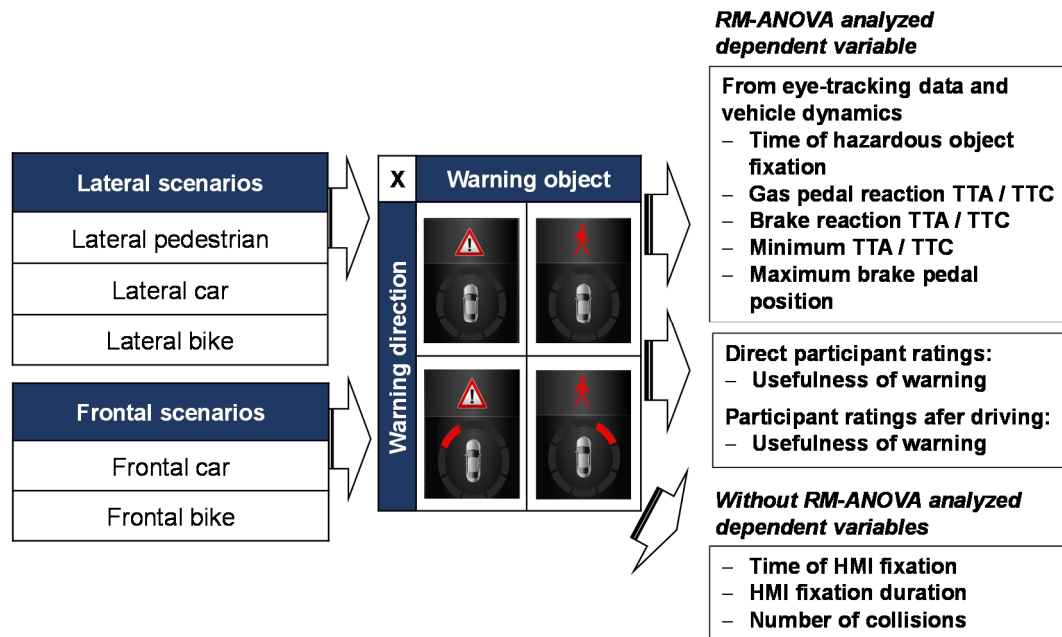 Lateral scenarios
Lateral pedestrian
Lateral car
Lateral bike
Frontal scenarios
Frontal car
Frontal bike
X
Warning object
Warning direction
RM-ANOVA analyzed
dependent variable
From eye-tracking data and
vehicle dynamics
– Time of hazardous object
fixation
– Gas pedal reaction TTA / TTC
– Brake reaction TTA / TTC
– Minimum TTA / TTC
– Maximum brake pedal
position
Direct participant ratings:
– Usefulness of warning
Participant ratings afer driving:
– Usefulness of warning
Without RM-ANOVA analyzed
dependent variables
– Time of HMI fixation
– HMI fixation duration
– Number of collisions